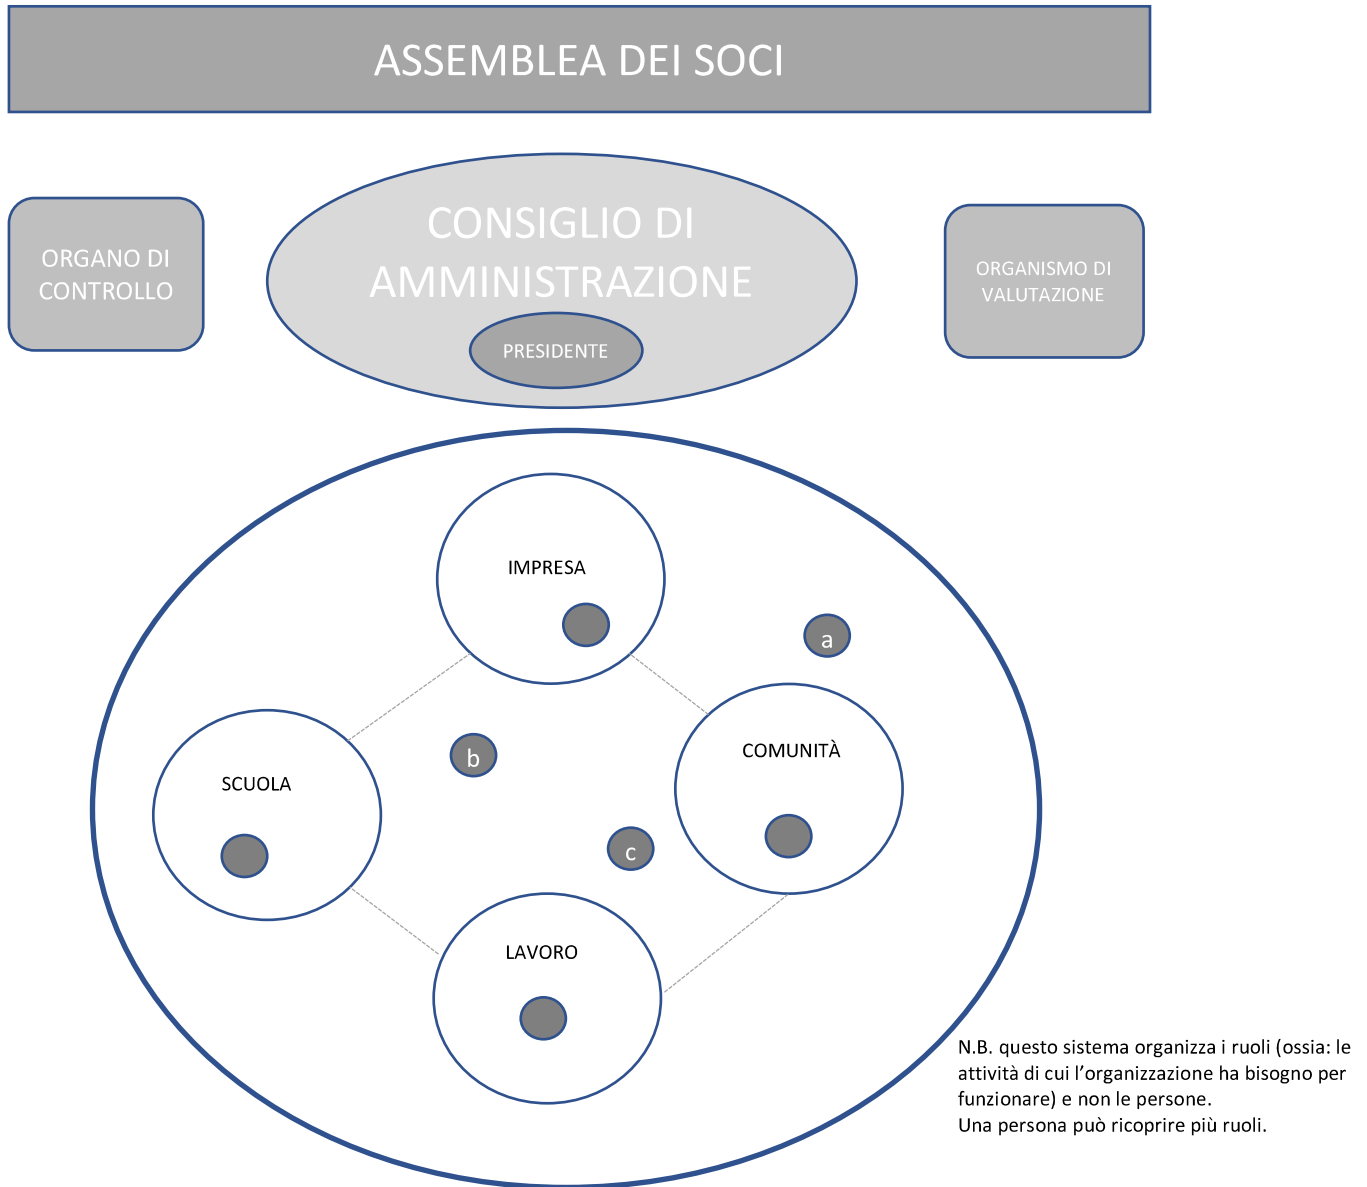 ASSEMBLEA DEI SOCI
CONSIGLIO DI
AMMINISTRAZIONE
PRESIDENTE
ORGANO DI
CONTROLLO
ORGANISMO DI
VALUTAZIONE
IMPRESA
a
COMUNITÀ
b
SCUOLA
c
LAVORO
N.B. questo sistema organizza i ruoli (ossia: le
attività di cui l’organizzazione ha bisogno per
funzionare) e non le persone.
Una persona può ricoprire più ruoli.